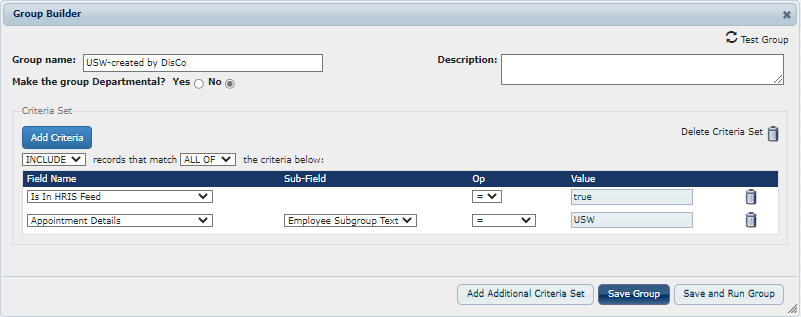 Group Builder
Test Group
Group name: USW-created by DisCo Description:
Make the group Departmental? Yes No
Criteria Set
Add Criteria Delete Criteria Set
INCLUDE records that match ALL OF the criteria below:
Field Name Sub-Field Op Value
Is In HRIS Feed = true
Appointment Details Employee Subgroup Text = USW
Add Additional Criteria Set Save Group Save and Run Group